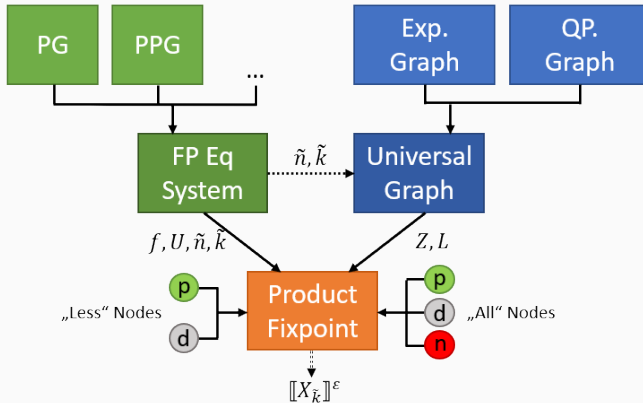 PG
PPG
...
Exp.
Graph
QP.
Graph
FP Eq
System
ñ, k̃
Universal
Graph
f, U, ñ, k̃
Z, L
p
„Less“ Nodes
d
Product
Fixpoint
p
d
n
„All“ Nodes
⟦X_k̃⟧^ε